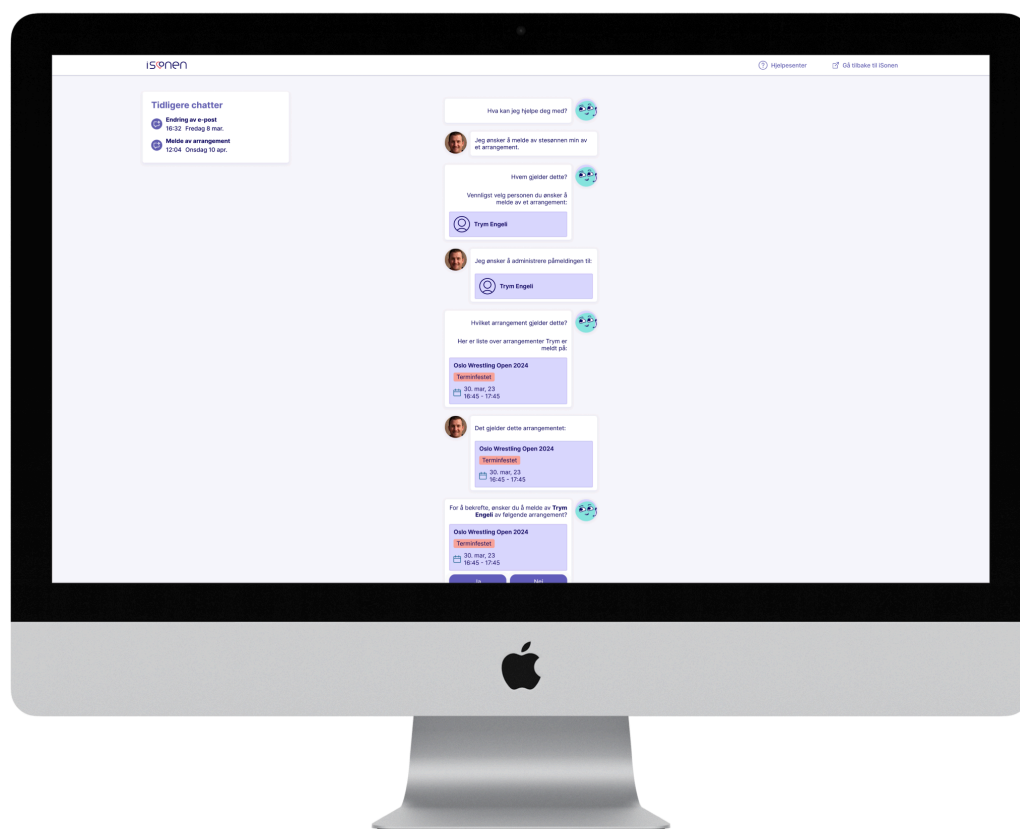 isonen
Hjelpesenter
Gå tilbake til iSonen
Tidligere chatter
Endring av e-post
16:32 Fredag 8 mar.
Melde av arrangement
12:04 Onsdag 10 apr.
Hva kan jeg hjelpe deg med?
Jeg ønsker å melde av stesønnen min av
et arrangement.
Hvem gjelder dette?
Vennligst velg personen du ønsker å
melde av et arrangement:
Trym Engeli
Jeg ønsker å administrere påmeldingen til:
Trym Engeli
Hvilket arrangement gjelder dette?
Her er liste over arrangementer Trym er
meldt på:
Oslo Wrestling Open 2024
Terminfestet
30. mar, 23
16:45 - 17:45
Det gjelder dette arrangementet:
Oslo Wrestling Open 2024
Terminfestet
30. mar, 23
16:45 - 17:45
For å bekrefte, ønsker du å melde av Trym
Engeli av følgende arrangement?
Oslo Wrestling Open 2024
Terminfestet
30. mar, 23
16:45 - 17:45
Ja
Nei